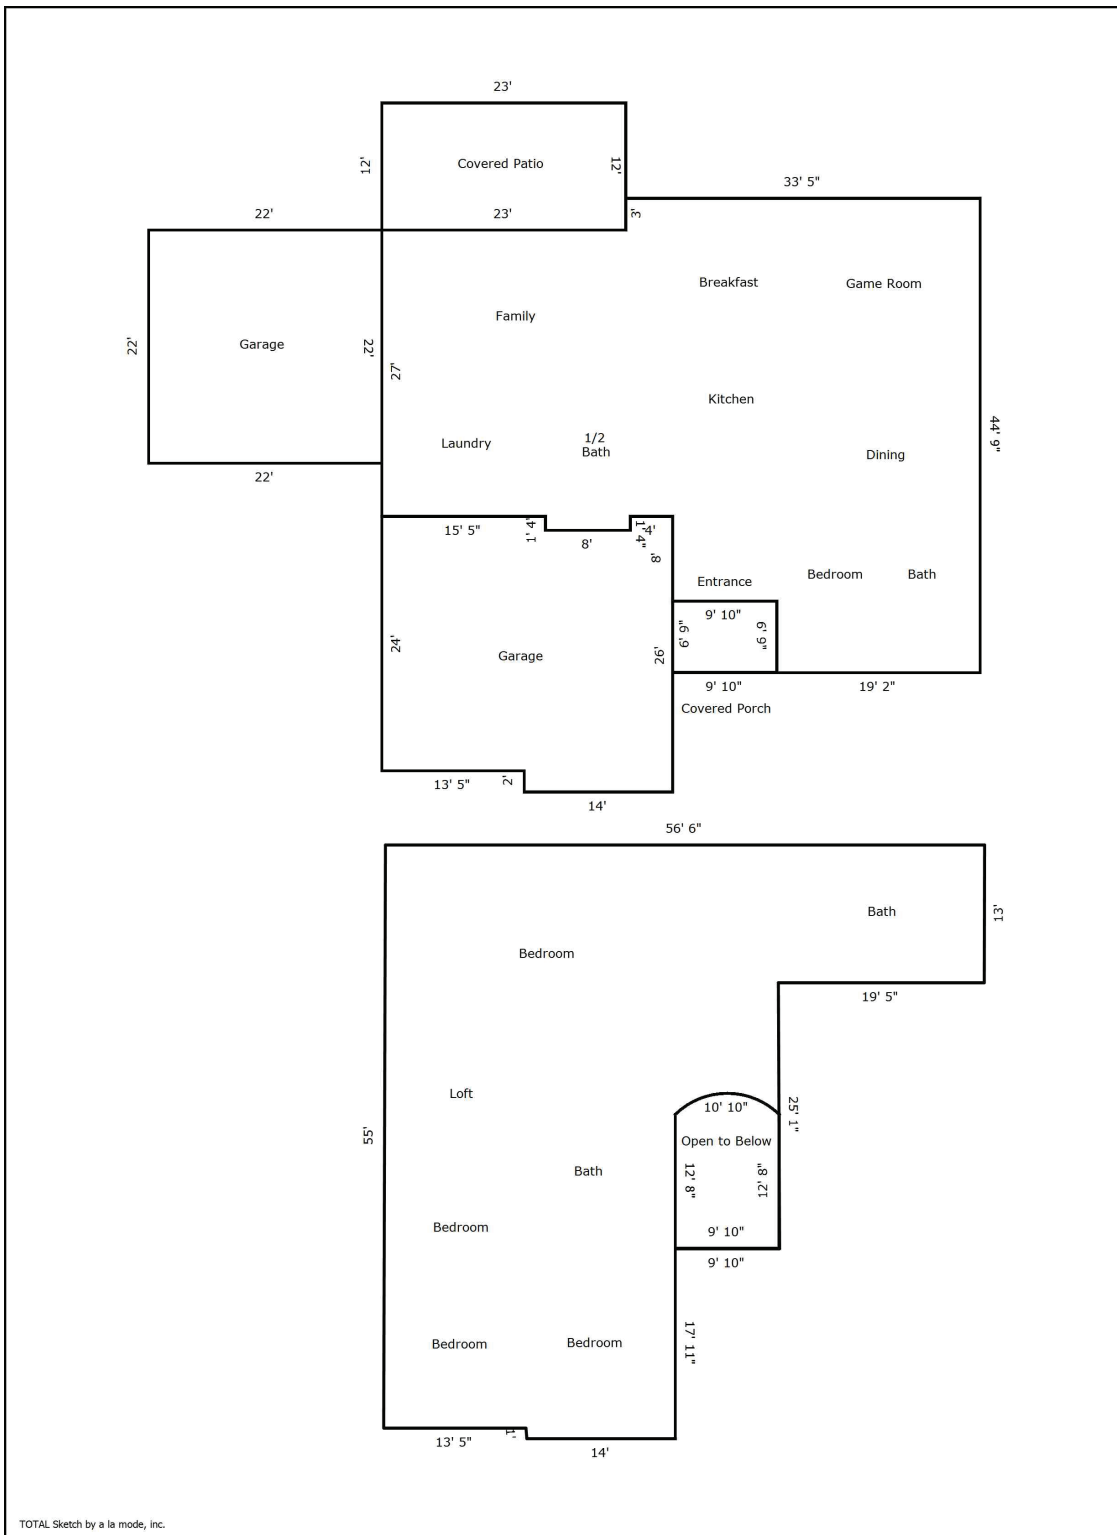 23'
12'
Covered Patio
12'
33' 5"
22'
23'
3'
Breakfast
Game Room
Family
22'
Garage
22'
27'
Kitchen
44' 9"
Laundry
1/2
Bath
Dining
22'
15' 5"
1' 4"
8'
1' 4"
4'
8'
Entrance
Bedroom
Bath
9' 10"
6' 9"
6' 9"
24'
Garage
26'
9' 10"
19' 2"
Covered Porch
13' 5"
2'
14'
56' 6"
Bath
13'
Bedroom
19' 5"
Loft
10' 10"
25' 1"
55'
Open to Below
Bath
12' 8"
12' 8"
Bedroom
9' 10"
9' 10"
Bedroom
Bedroom
17' 11"
13' 5"
1'
14'
TOTAL Sketch by a la mode, inc.